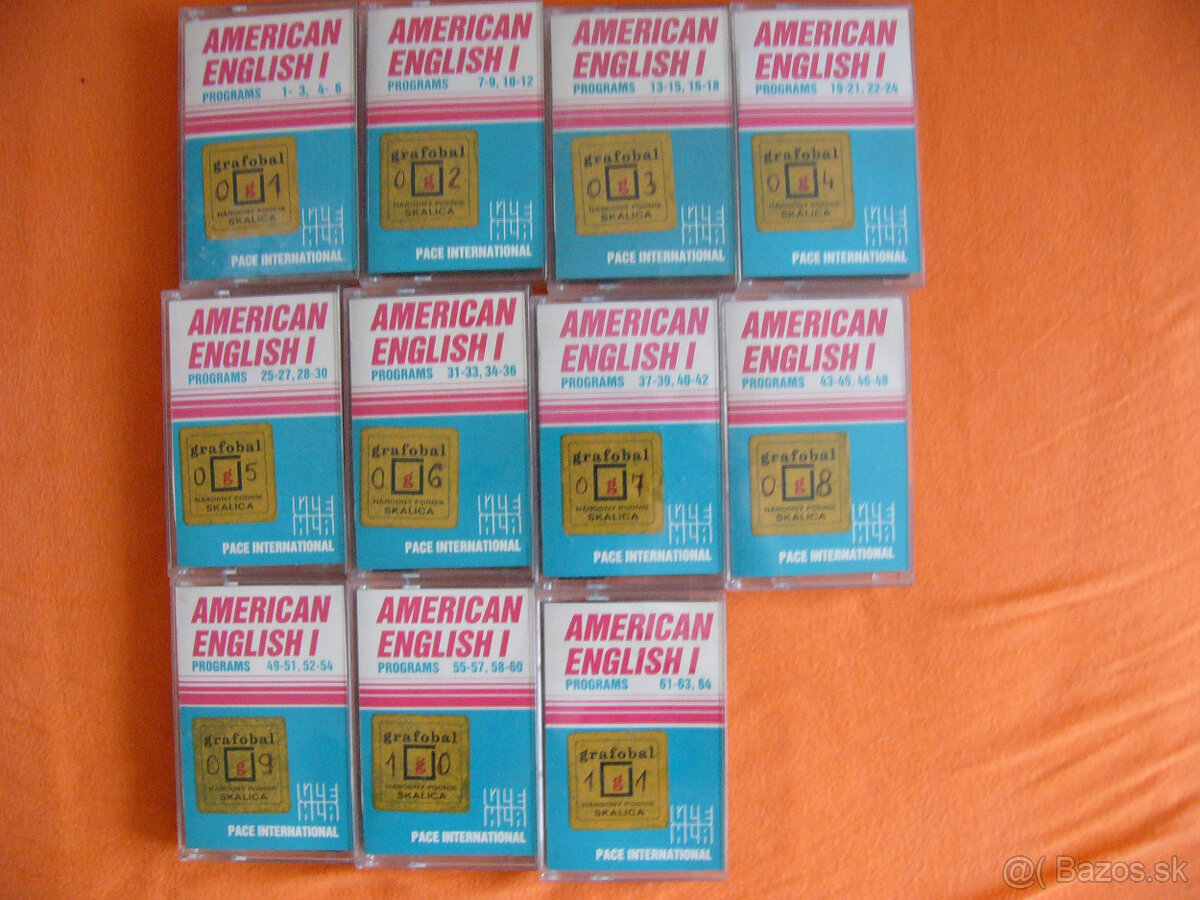 AMERICAN
ENGLISH I
PROGRAMS 1- 3, 4- 6
grafobal
0 g 1
NÁRODNÝ PODNIK
SKALICA
PACE INTERNATIONAL
AMERICAN
ENGLISH I
PROGRAMS 7-9, 10-12
grafobal
0 g 2
NÁRODNÝ PODNIK
SKALICA
PACE INTERNATIONAL
AMERICAN
ENGLISH I
PROGRAMS 13-15, 16-18
grafobal
0 g 3
NÁRODNÝ PODNIK
SKALICA
PACE INTERNATIONAL
AMERICAN
ENGLISH I
PROGRAMS 19-21, 22-24
grafobal
0 g 4
NÁRODNÝ PODNIK
SKALICA
PACE INTERNATIONAL
AMERICAN
ENGLISH I
PROGRAMS 25-27, 28-30
grafobal
0 g 5
NÁRODNÝ PODNIK
SKALICA
PACE INTERNATIONAL
AMERICAN
ENGLISH I
PROGRAMS 31-33, 34-36
grafobal
0 g 6
NÁRODNÝ PODNIK
SKALICA
PACE INTERNATIONAL
AMERICAN
ENGLISH I
PROGRAMS 37-39, 40-42
grafobal
0 g 7
NÁRODNÝ PODNIK
SKALICA
PACE INTERNATIONAL
AMERICAN
ENGLISH I
PROGRAMS 43-45, 46-48
grafobal
0 g 8
NÁRODNÝ PODNIK
SKALICA
PACE INTERNATIONAL
AMERICAN
ENGLISH I
PROGRAMS 49-51, 52-54
grafobal
0 g 9
NÁRODNÝ PODNIK
SKALICA
PACE INTERNATIONAL
AMERICAN
ENGLISH I
PROGRAMS 55-57, 58-60
grafobal
1 g 0
NÁRODNÝ PODNIK
SKALICA
PACE INTERNATIONAL
AMERICAN
ENGLISH I
PROGRAMS 61-63, 64
grafobal
1 g 1
NÁRODNÝ PODNIK
SKALICA
PACE INTERNATIONAL
@( Bazos.sk